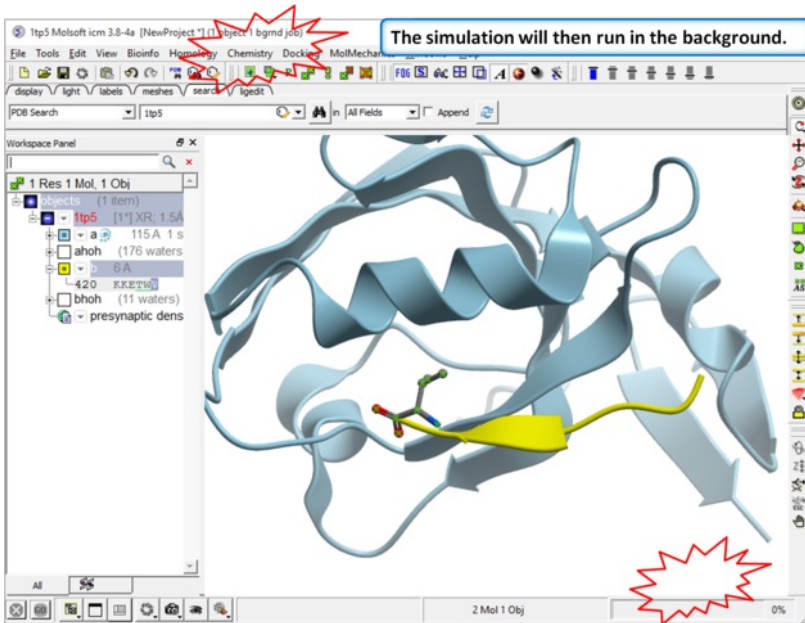 1tp5 Molsoft icm 3.8-4a [NewProject *] (1 object 1 bgrnd job)
The simulation will then run in the background.
File Tools Edit View Bioinfo Homology Chemistry Docking MolMechanics
display light labels meshes search ligedit
PDB Search 1tp5 in All Fields Append
Workspace Panel
1 Res 1 Mol, 1 Obj
objects (1 item)
1tp5 [1*] XR; 1.5Å
a 115 A 1 s
ahoh (176 waters
6 A
420 KKETWV
bhoh (11 waters)
presynaptic dens
All
2 Mol 1 Obj 0%